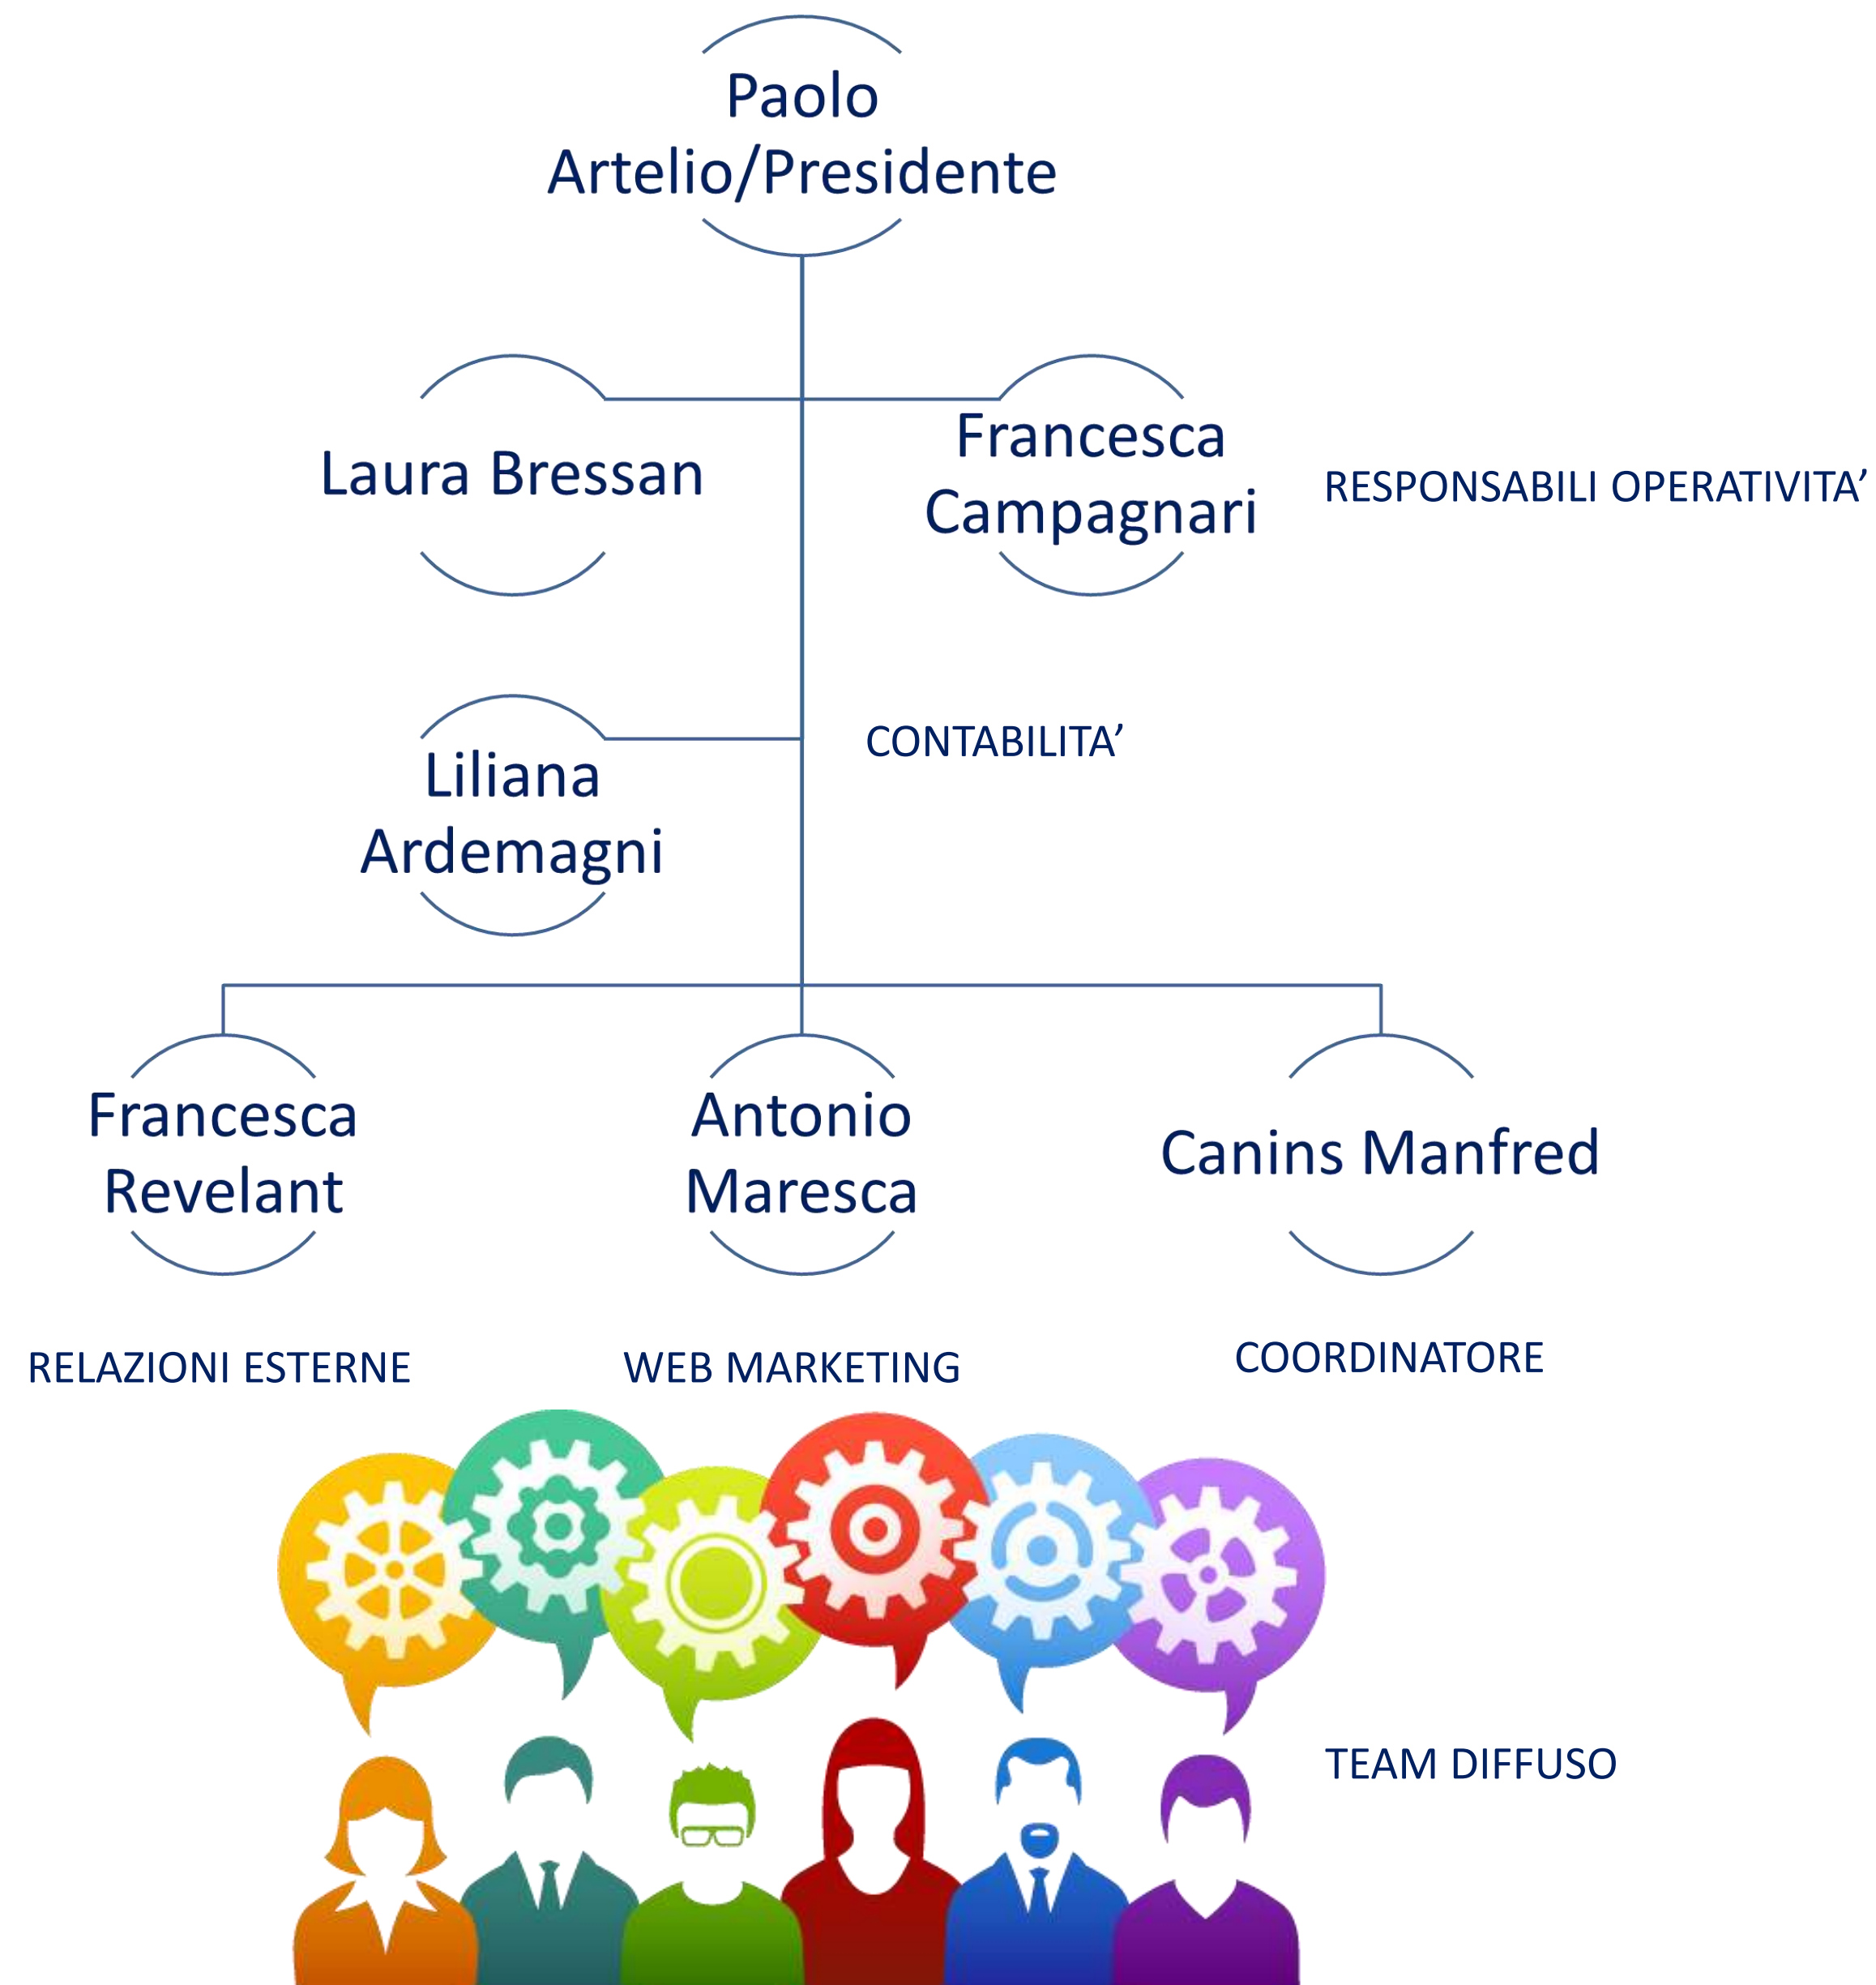 Paolo
Artelio/Presidente
Laura Bressan
Francesca
Campagnari
RESPONSABILI OPERATIVITA’
Liliana
Ardemagni
CONTABILITA’
Francesca
Revelant
Antonio
Maresca
Canins Manfred
RELAZIONI ESTERNE
WEB MARKETING
COORDINATORE
TEAM DIFFUSO